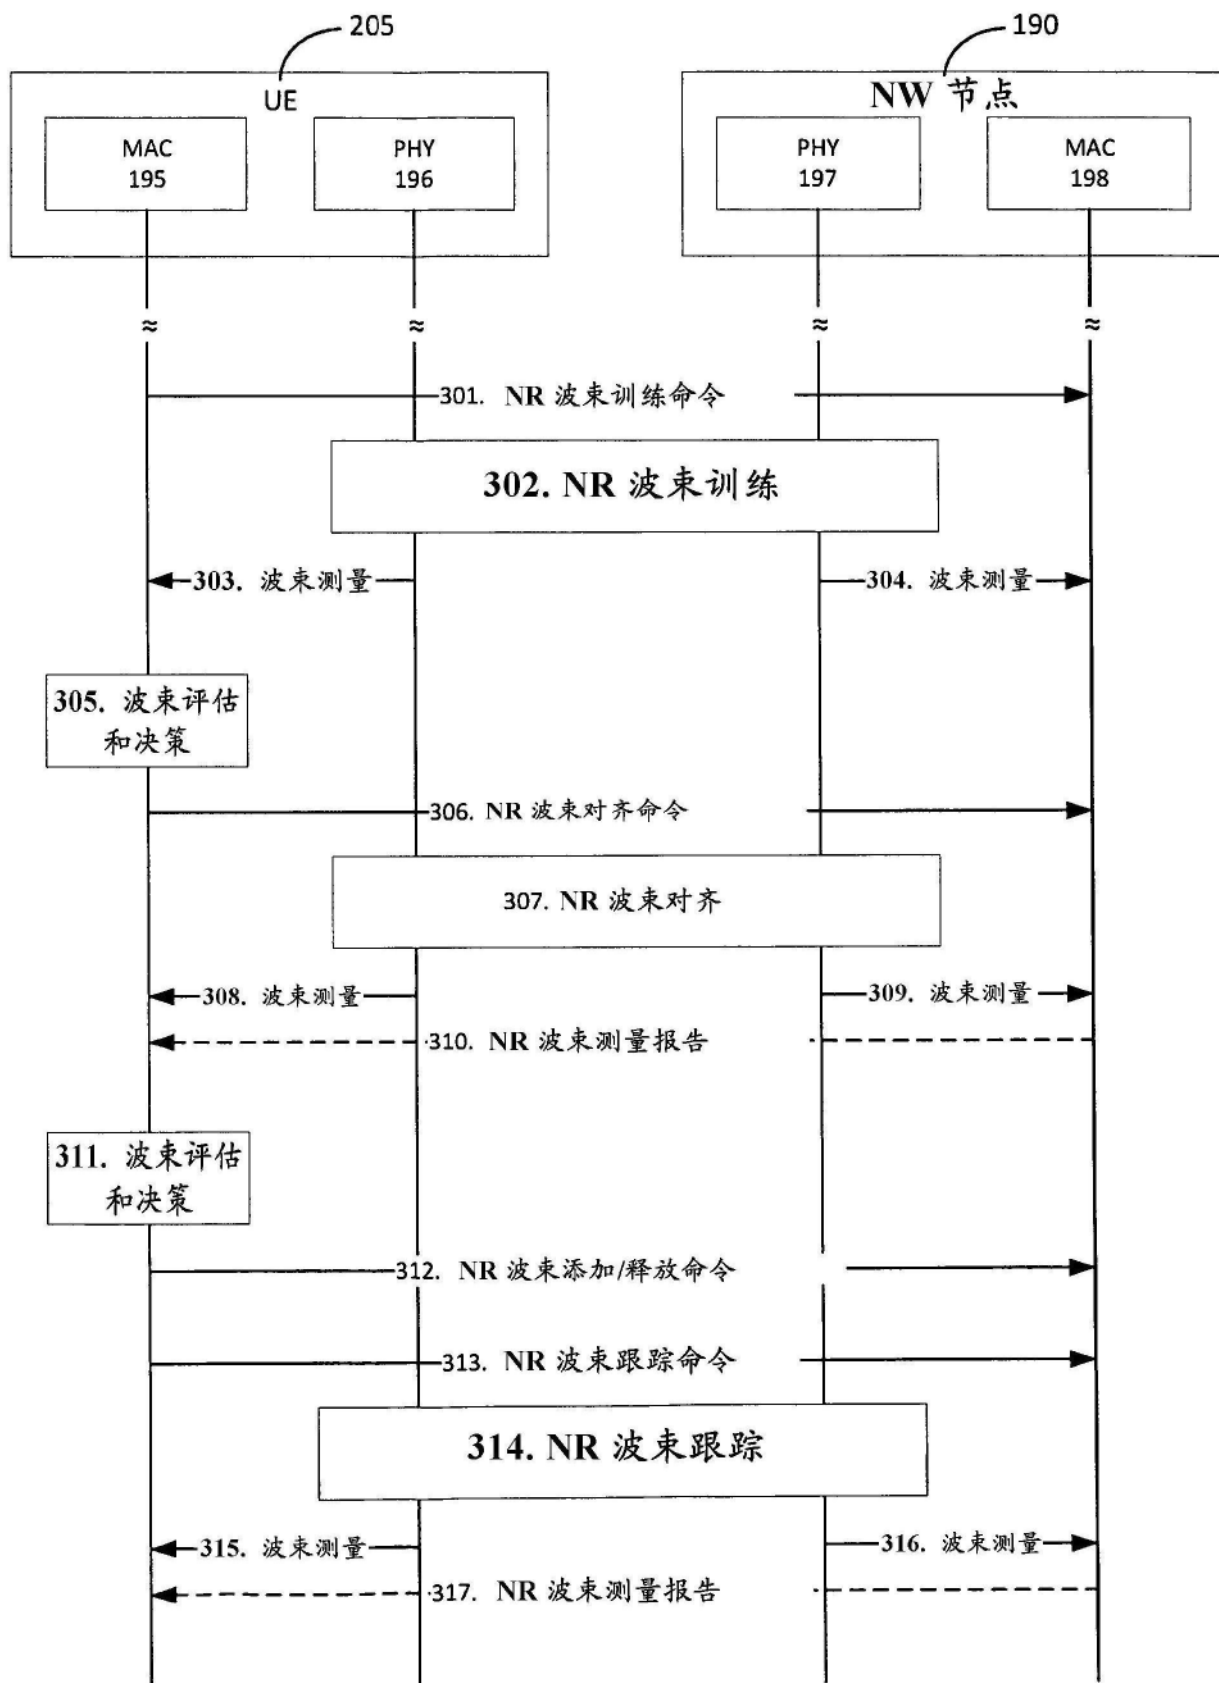 205
190
UE
NW 节点
MAC
195
PHY
196
PHY
197
MAC
198
≈ ≈ ≈ ≈
301. NR 波束训练命令
302. NR 波束训练
303. 波束测量
304. 波束测量
305. 波束评估
和决策
306. NR 波束对齐命令
307. NR 波束对齐
308. 波束测量
309. 波束测量
310. NR 波束测量报告
311. 波束评估
和决策
312. NR 波束添加/释放命令
313. NR 波束跟踪命令
314. NR 波束跟踪
315. 波束测量
316. 波束测量
317. NR 波束测量报告